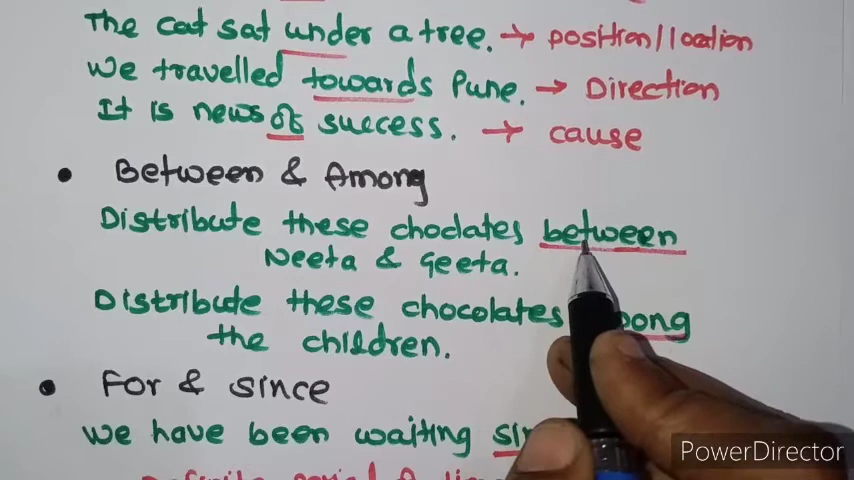 The cat sat under a tree. → position/location
We travelled towards Pune. → Direction
It is news of success. → cause
• Between & Among
Distribute these choclates between
Neeta & Geeta.
Distribute these chocolates
the children.
• For & since
We have been waiting
PowerDirector